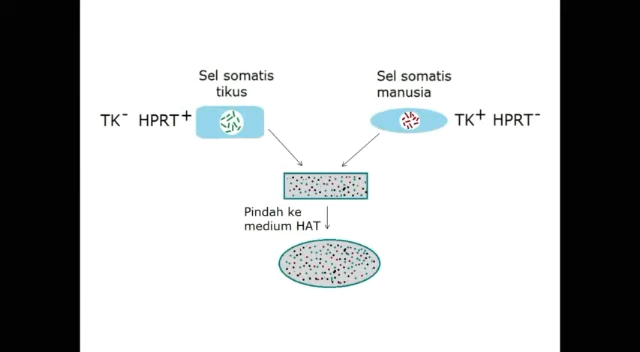 Sel somatis
tikus
Sel somatis
manusia
TK⁻ HPRT⁺
TK⁺ HPRT⁻
Pindah ke
medium HAT